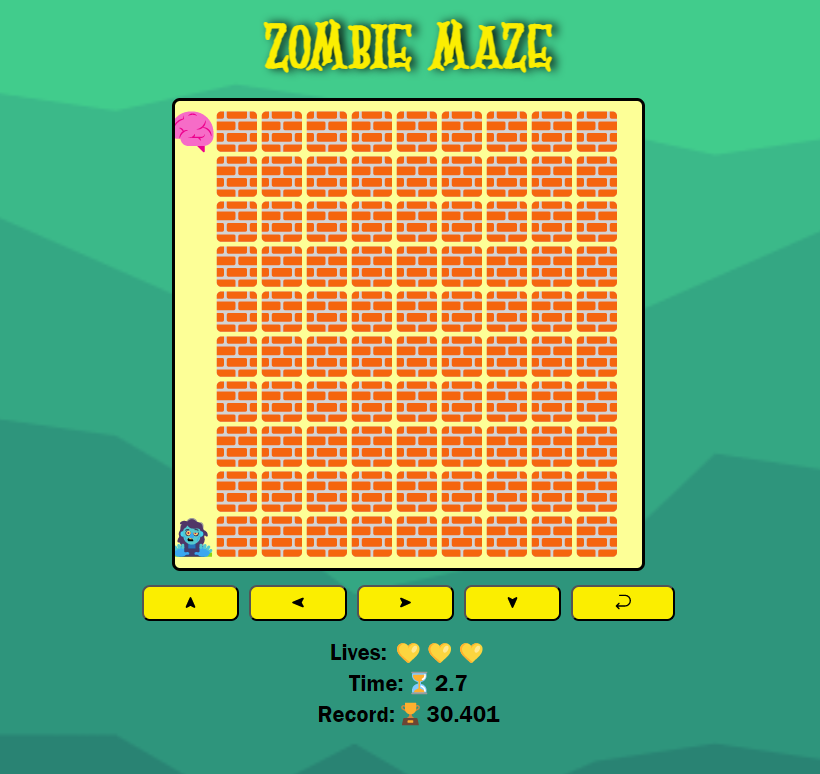 ZOMBIE MAZE
Lives: 💛 💛 💛
Time: ⏳ 2.7
Record: 🏆 30.401